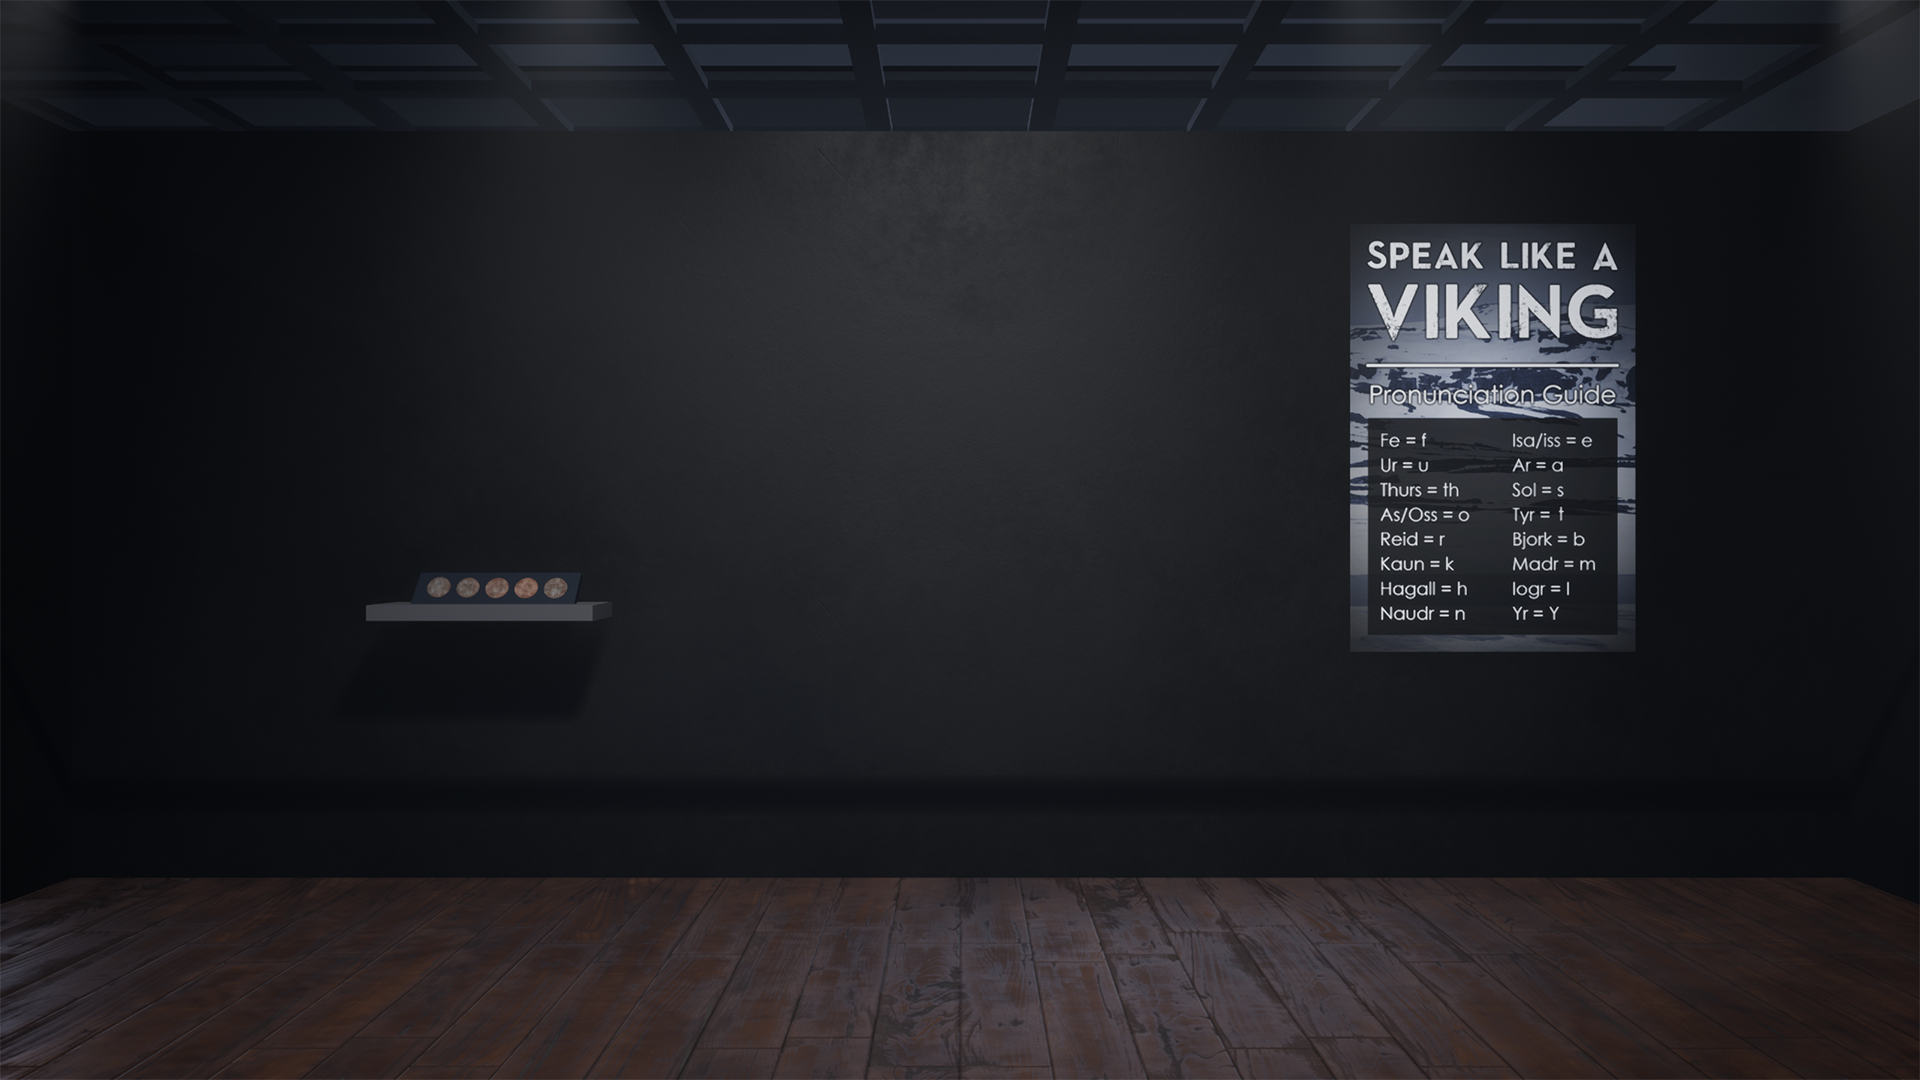 SPEAK LIKE A
VIKING
Pronunciation Guide
Fe = f
Ur = u
Thurs = th
As/Oss = o
Reid = r
Kaun = k
Hagall = h
Naudr = n
Isa/iss = e
Ar = a
Sol = s
Tyr = t
Bjork = b
Madr = m
logr = l
Yr = Y